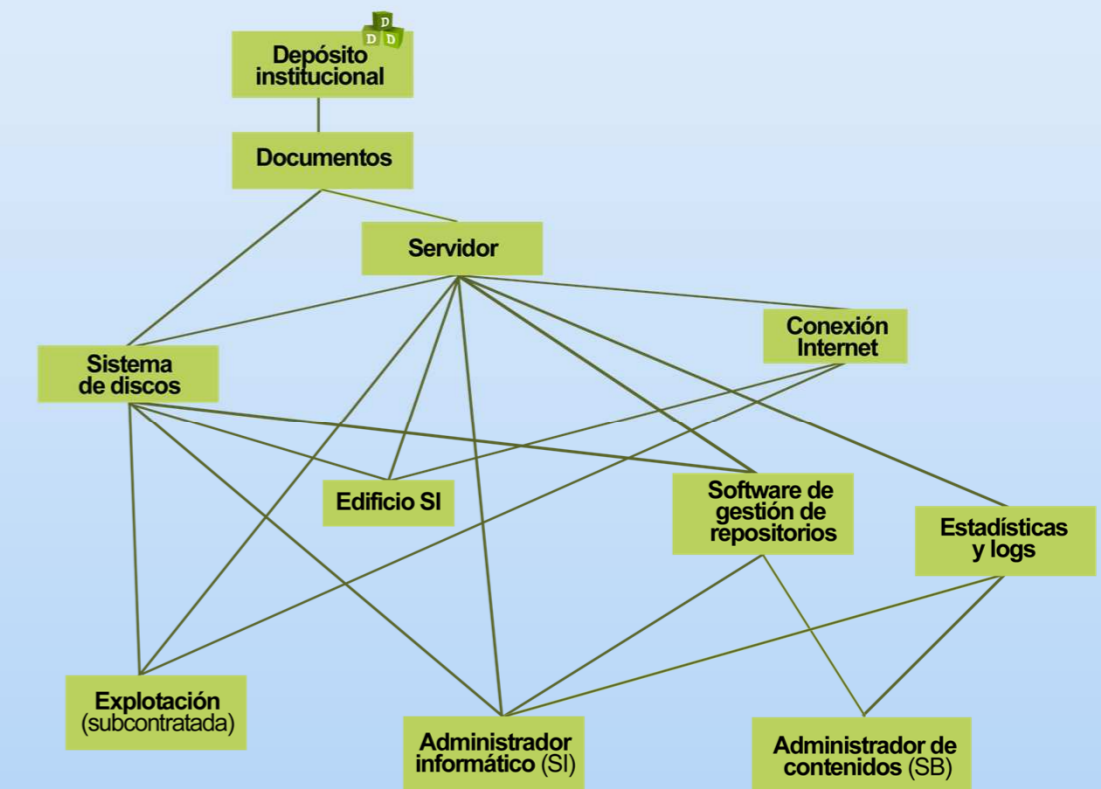 D
D D
Depósito
institucional
Documentos
Servidor
Conexión
Internet
Sistema
de discos
Edificio SI
Software de
gestión de
repositorios
Estadísticas
y logs
Explotación
(subcontratada)
Administrador
informático (SI)
Administrador de
contenidos (SB)